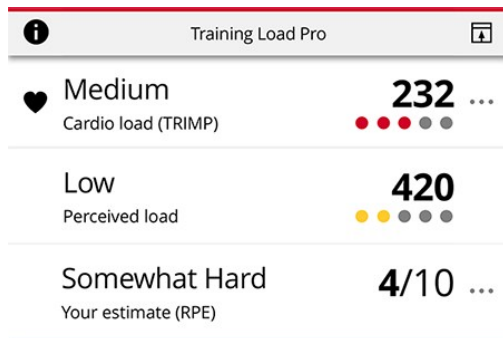 Training Load Pro
Medium
232
Cardio load (TRIMP)
Low
420
Perceived load
Somewhat Hard
4/10
Your estimate (RPE)